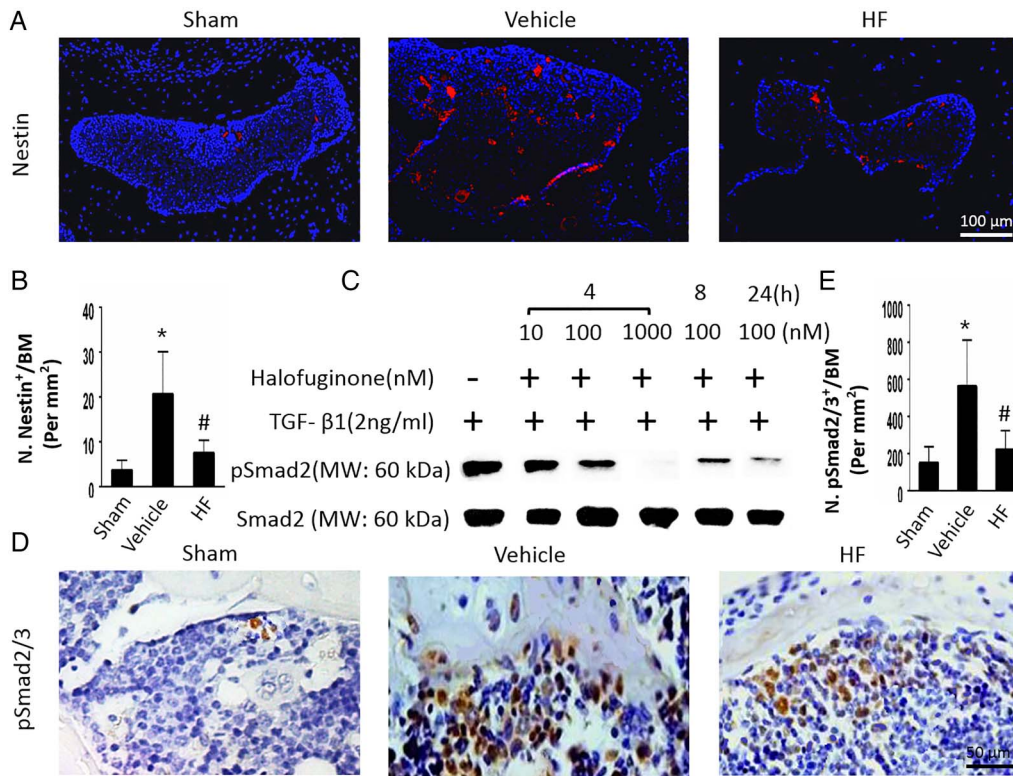 A
Sham
Vehicle
HF
Nestin
100 μm
B
N. Nestin⁺/BM
(Per mm²)
40
30
20
10
0
*
#
Sham
Vehicle
HF
C
4
8
24(h)
10 100 1000 100 100 (nM)
Halofuginone(nM) - + + + + +
TGF- β1(2ng/ml) + + + + + +
pSmad2(MW: 60 kDa)
Smad2 (MW: 60 kDa)
E
N. pSmad2/3⁺/BM
(Per mm²)
1000
800
600
400
200
0
*
#
Sham
Vehicle
HF
D
Sham
Vehicle
HF
pSmad2/3
50 μm